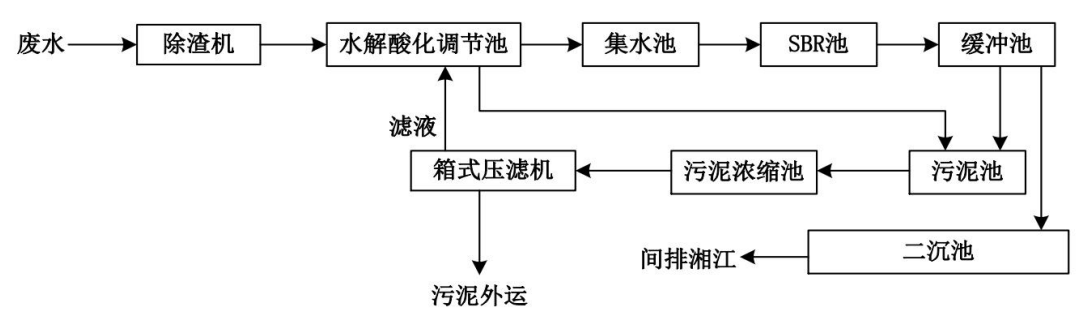 废水
除渣机
水解酸化调节池
集水池
SBR池
缓冲池
滤液
箱式压滤机
污泥浓缩池
污泥池
二沉池
间排湘江
污泥外运